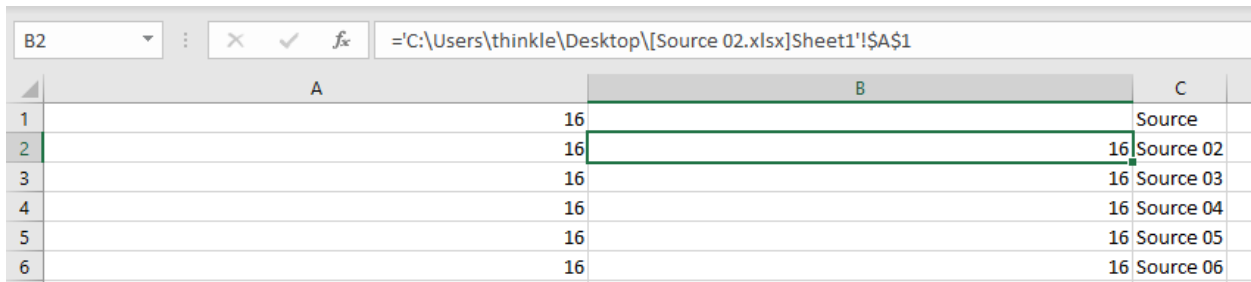 B2 fx ='C:\Users\thinkle\Desktop\[Source 02.xlsx]Sheet1'!$A$1
A B C
1 16 Source
2 16 16 Source 02
3 16 16 Source 03
4 16 16 Source 04
5 16 16 Source 05
6 16 16 Source 06